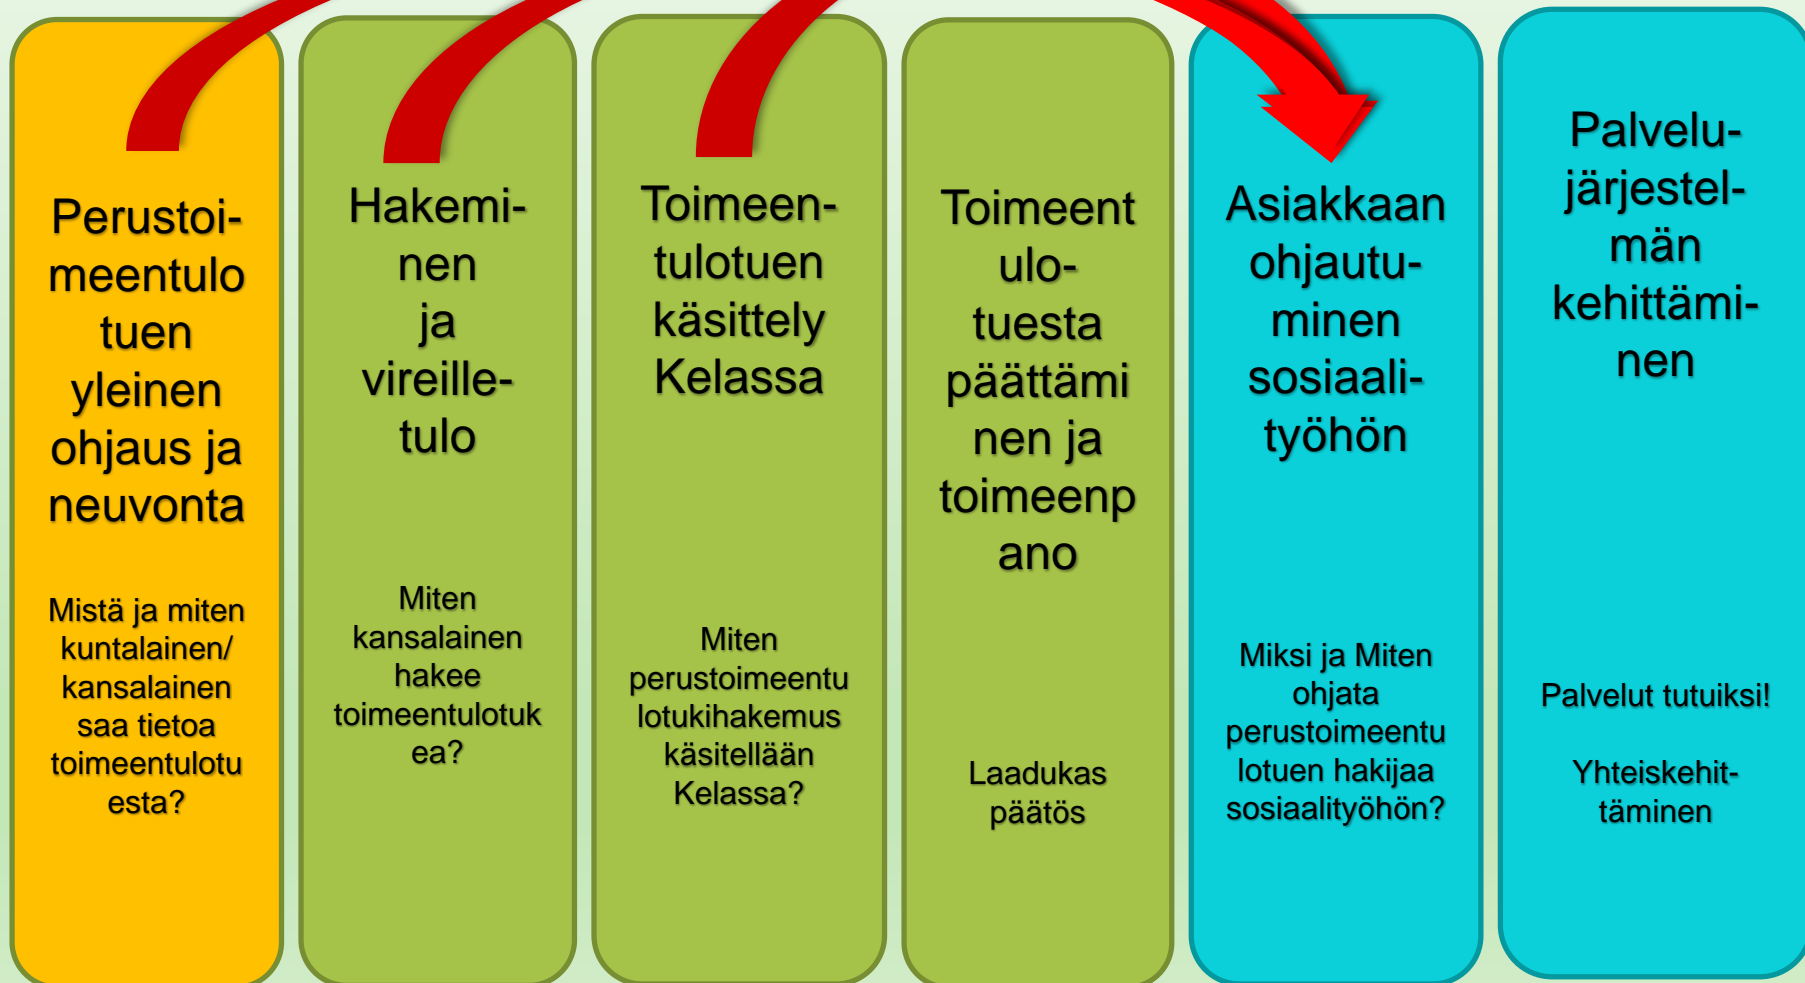 Perustoi-
meentulo
tuen
yleinen
ohjaus ja
neuvonta
Mistä ja miten
kuntalainen/
kansalainen
saa tietoa
toimeentulotu
esta?
Hakemi-
nen
ja
vireille-
tulo
Miten
kansalainen
hakee
toimeentulotuk
ea?
Toimeen-
tulotuen
käsittely
Kelassa
Miten
perustoimeentu
lotukihakemus
käsitellään
Kelassa?
Toimeent
ulo-
tuesta
päättämi
nen ja
toimeenp
ano
Laadukas
päätös
Asiakkaan
ohjautu-
minen
sosiaali-
työhön
Miksi ja Miten
ohjata
perustoimeentu
lotuen hakijaa
sosiaalityöhön?
Palvelu-
järjestel-
män
kehittämi-
nen
Palvelut tutuiksi!
Yhteiskehit-
täminen